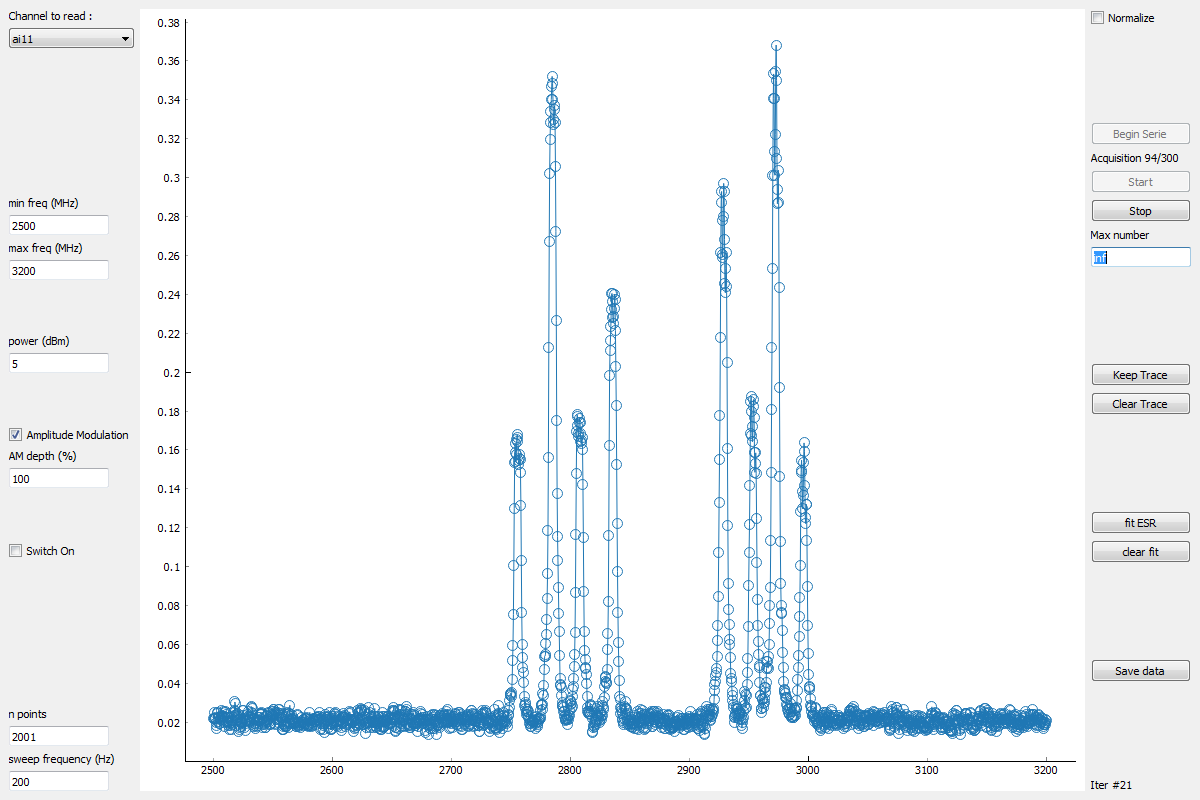 Channel to read :
ai11
min freq (MHz)
2500
max freq (MHz)
3200
power (dBm)
5
Amplitude Modulation
AM depth (%)
100
Switch On
n points
2001
sweep frequency (Hz)
200
0.38
0.36
0.34
0.32
0.3
0.28
0.26
0.24
0.22
0.2
0.18
0.16
0.14
0.12
0.1
0.08
0.06
0.04
0.02
2500 2600 2700 2800 2900 3000 3100 3200
Normalize
Begin Serie
Acquisition 94/300
Start
Stop
Max number
inf
Keep Trace
Clear Trace
fit ESR
clear fit
Save data
Iter #21